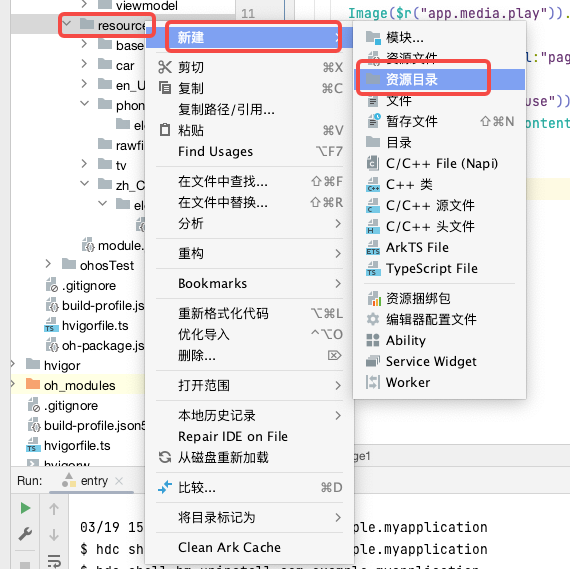 viewmodel
resource
base
car
en_U
phon
ele
rawfi
tv
zh_C
ele
module.
ohosTest
.gitignore
build-profile.js
hvigorfile.ts
oh-package.js
hvigor
oh_modules
.gitignore
build-profile.json5
hvigorfile.ts
hvigorw
11
Image($r("app.media.play")).
l:"pag
use"))
ontent
新建
剪切 ⌘X
复制 ⌘C
复制路径/引用...
粘贴 ⌘V
Find Usages ⌥F7
在文件中查找... ⇧⌘F
在文件中替换... ⇧⌘R
分析
重构
Bookmarks
重新格式化代码 ⌥⌘L
优化导入 ^⌥O
删除... ⌦
打开范围
本地历史记录
Repair IDE on File
从磁盘重新加载
比较... ⌘D
将目录标记为
Clean Ark Cache
模块...
资源文件
资源目录
文件
暂存文件 ⇧⌘N
目录
C/C++ File (Napi)
C++ 类
C/C++ 源文件
C/C++ 头文件
ArkTS File
TypeScript File
资源捆绑包
编辑器配置文件
Ability
Service Widget
Worker
ge1
Run: entry
03/19 15
ple.myapplication
$ hdc sh
ple.myapplication